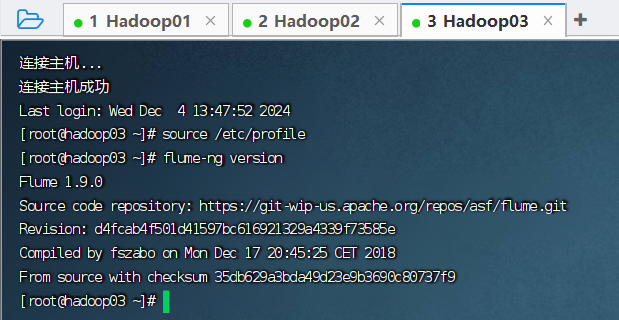 1 Hadoop01 × 2 Hadoop02 × 3 Hadoop03 × +
连接主机...
连接主机成功
Last login: Wed Dec  4 13:47:52 2024
[root@hadoop03 ~]# source /etc/profile
[root@hadoop03 ~]# flume-ng version
Flume 1.9.0
Source code repository: https://git-wip-us.apache.org/repos/asf/flume.git
Revision: d4fcab4f501d41597bc616921329a4339f73585e
Compiled by fszabo on Mon Dec 17 20:45:25 CET 2018
From source with checksum 35db629a3bda49d23e9b3690c80737f9
[root@hadoop03 ~]#